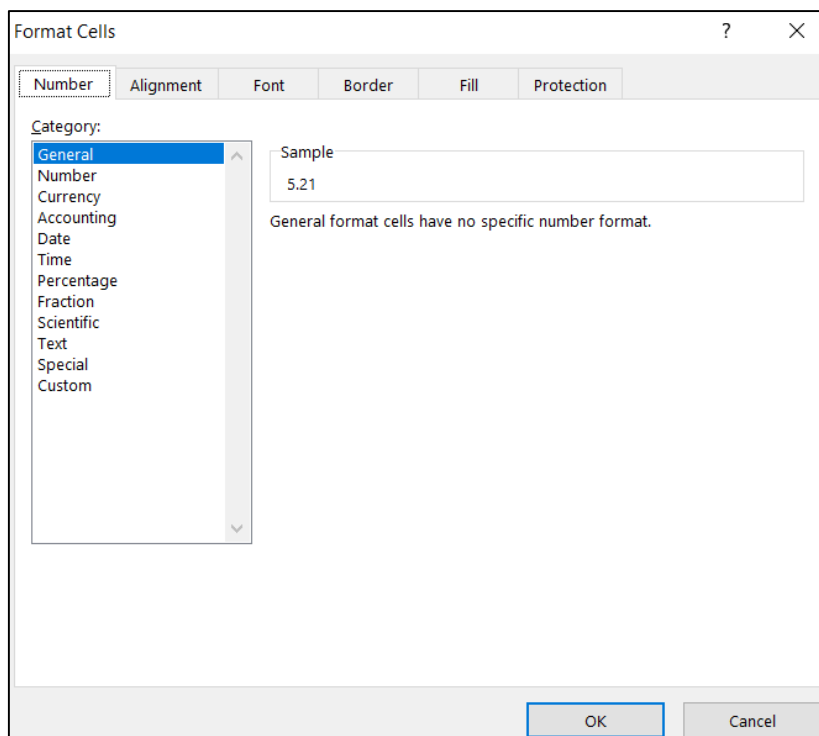 Format Cells ?
Number Alignment Font Border Fill Protection
Category:
General
Number
Currency
Accounting
Date
Time
Percentage
Fraction
Scientific
Text
Special
Custom
Sample
5.21
General format cells have no specific number format.
OK Cancel